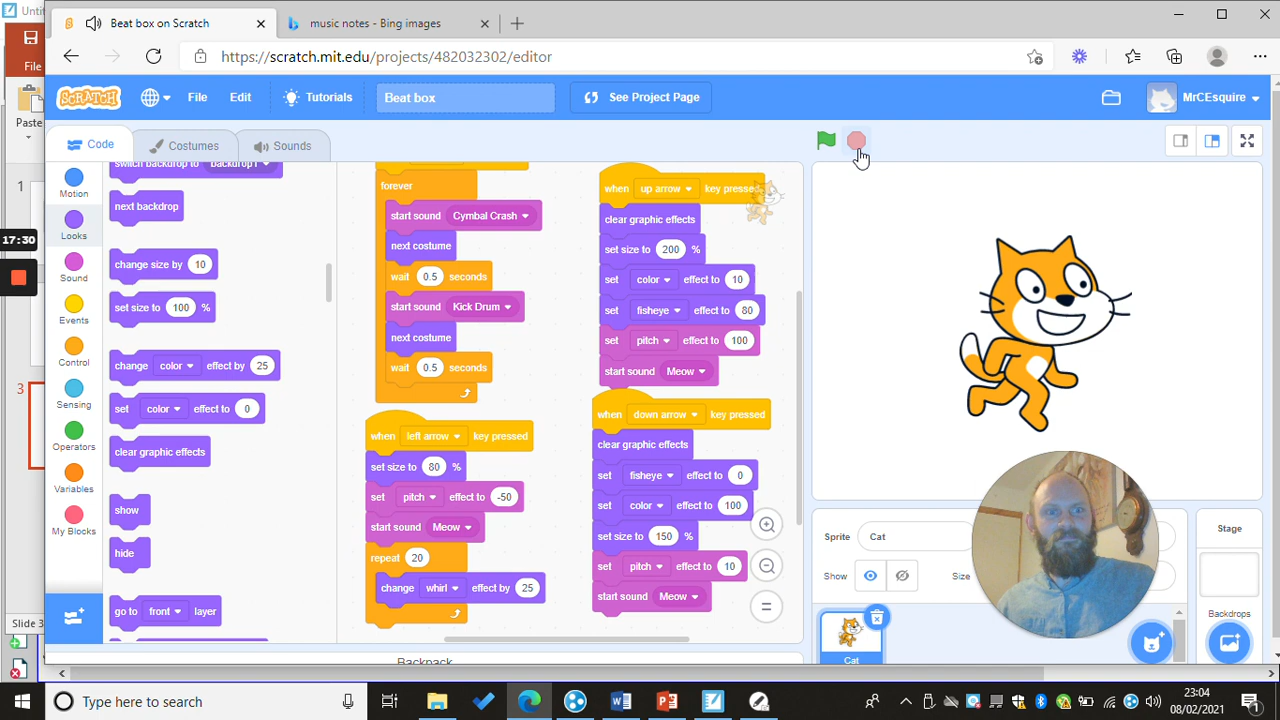 Untit
Beat box on Scratch
music notes - Bing images
https://scratch.mit.edu/projects/482032302/editor
File
SCRATCH
File
Edit
Tutorials
Beat box
See Project Page
MrCEsquire
Paste
Code
Costumes
Sounds
1
3
17:30
Motion
Looks
Sound
Events
Control
Sensing
Operators
Variables
My Blocks
switch backdrop to backdrop1
next backdrop
change size by 10
set size to 100 %
change color effect by 25
set color effect to 0
clear graphic effects
show
hide
go to front layer
forever
start sound Cymbal Crash
next costume
wait 0.5 seconds
start sound Kick Drum
next costume
wait 0.5 seconds
when left arrow key pressed
set size to 80 %
set pitch effect to -50
start sound Meow
repeat 20
change whirl effect by 25
when up arrow key pressed
clear graphic effects
set size to 200 %
set color effect to 10
set fisheye effect to 80
set pitch effect to 100
start sound Meow
when down arrow key pressed
clear graphic effects
set fisheye effect to 0
set color effect to 100
set size to 150 %
set pitch effect to 10
start sound Meow
Sprite Cat
Show
Size
Cat
Stage
Backdrops
Slide 3
Backpack
Type here to search
23:04
08/02/2021
1